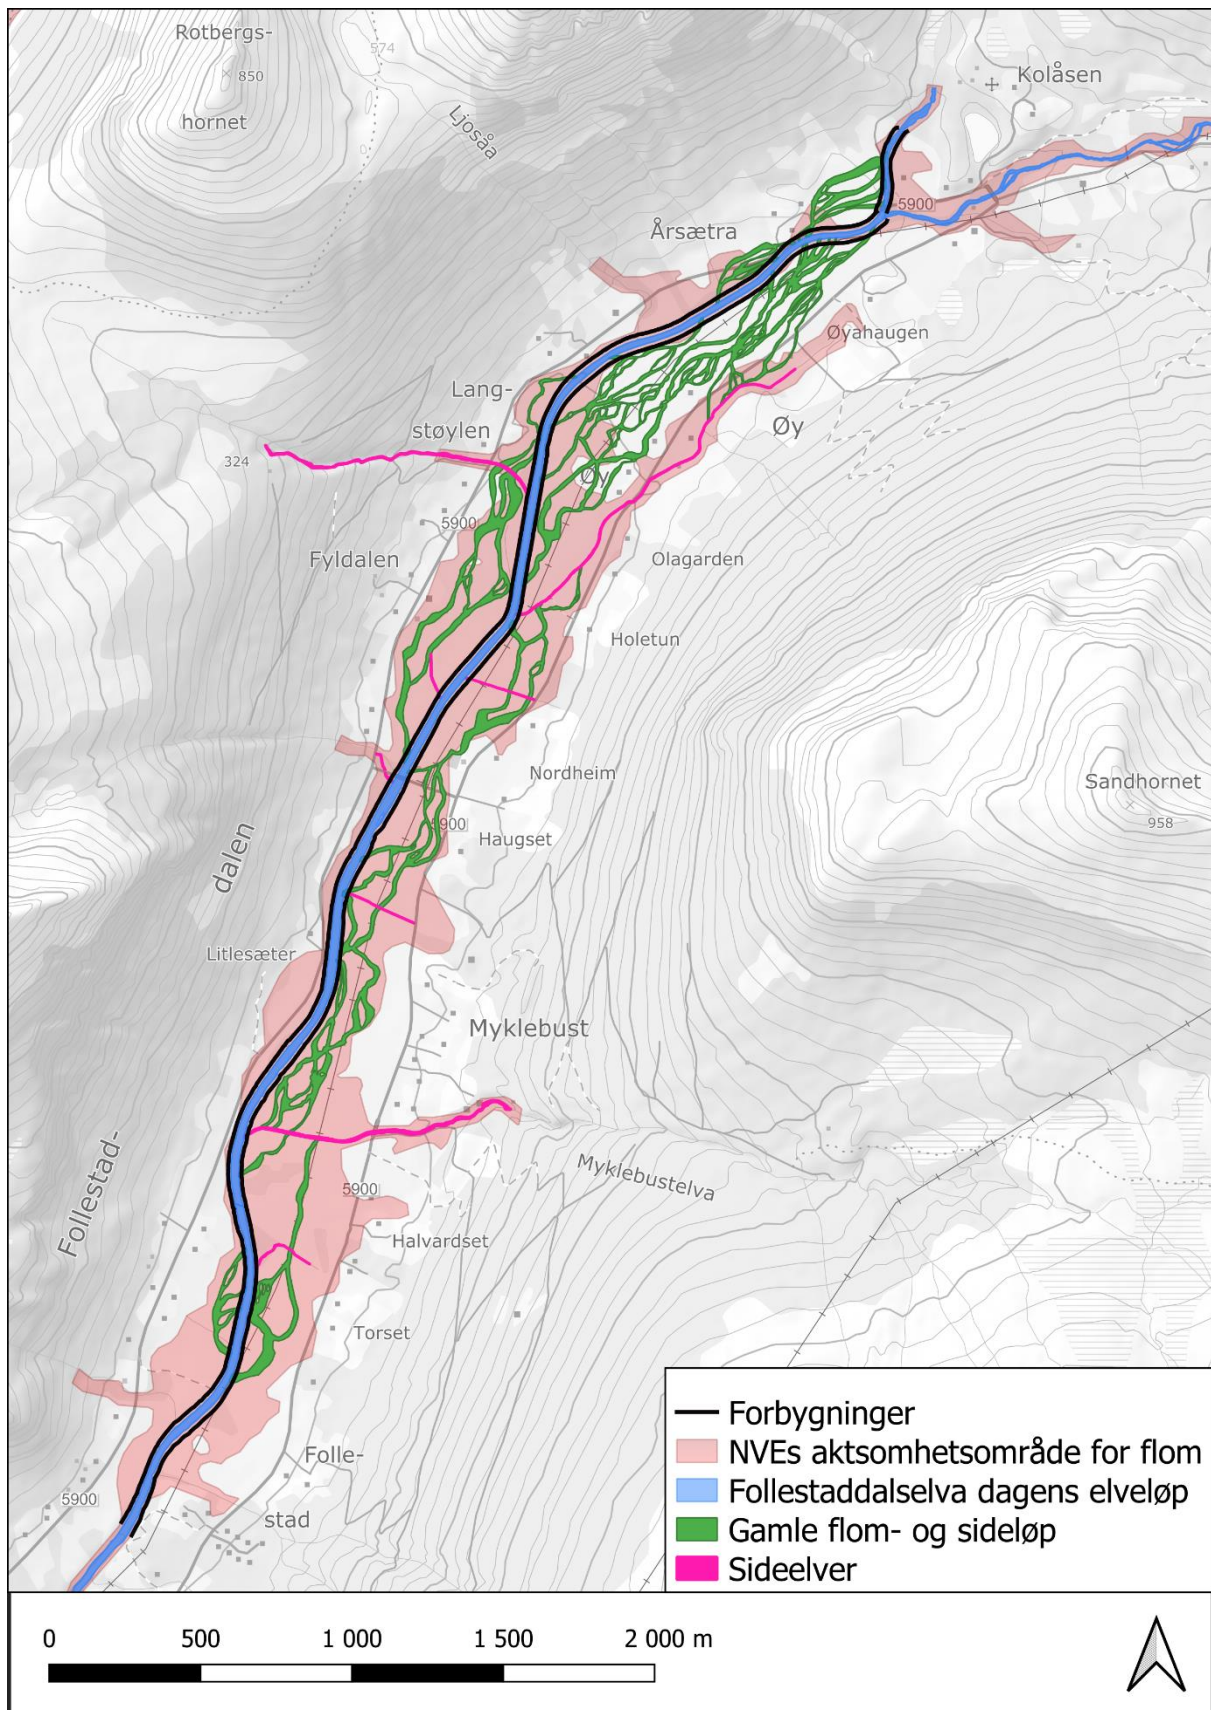 Rotbergs-
574
850
hornet
Ljosåa
Kolåsen
5900
Årsætra
Øyahaugen
Lang-
støylen
Øy
324
Øy
5900
Fyldalen
Olagarden
Holetun
Nordheim
Sandhornet
958
5900
Haugset
dalen
Litlesæter
Myklebust
Follestad-
Myklebustelva
5900
Halvardset
Torset
Folle-
stad
5900
Forbygninger
NVEs aktsomhetsområde for flom
Follestaddalselva dagens elveløp
Gamle flom- og sideløp
Sideelver
0 500 1 000 1 500 2 000 m